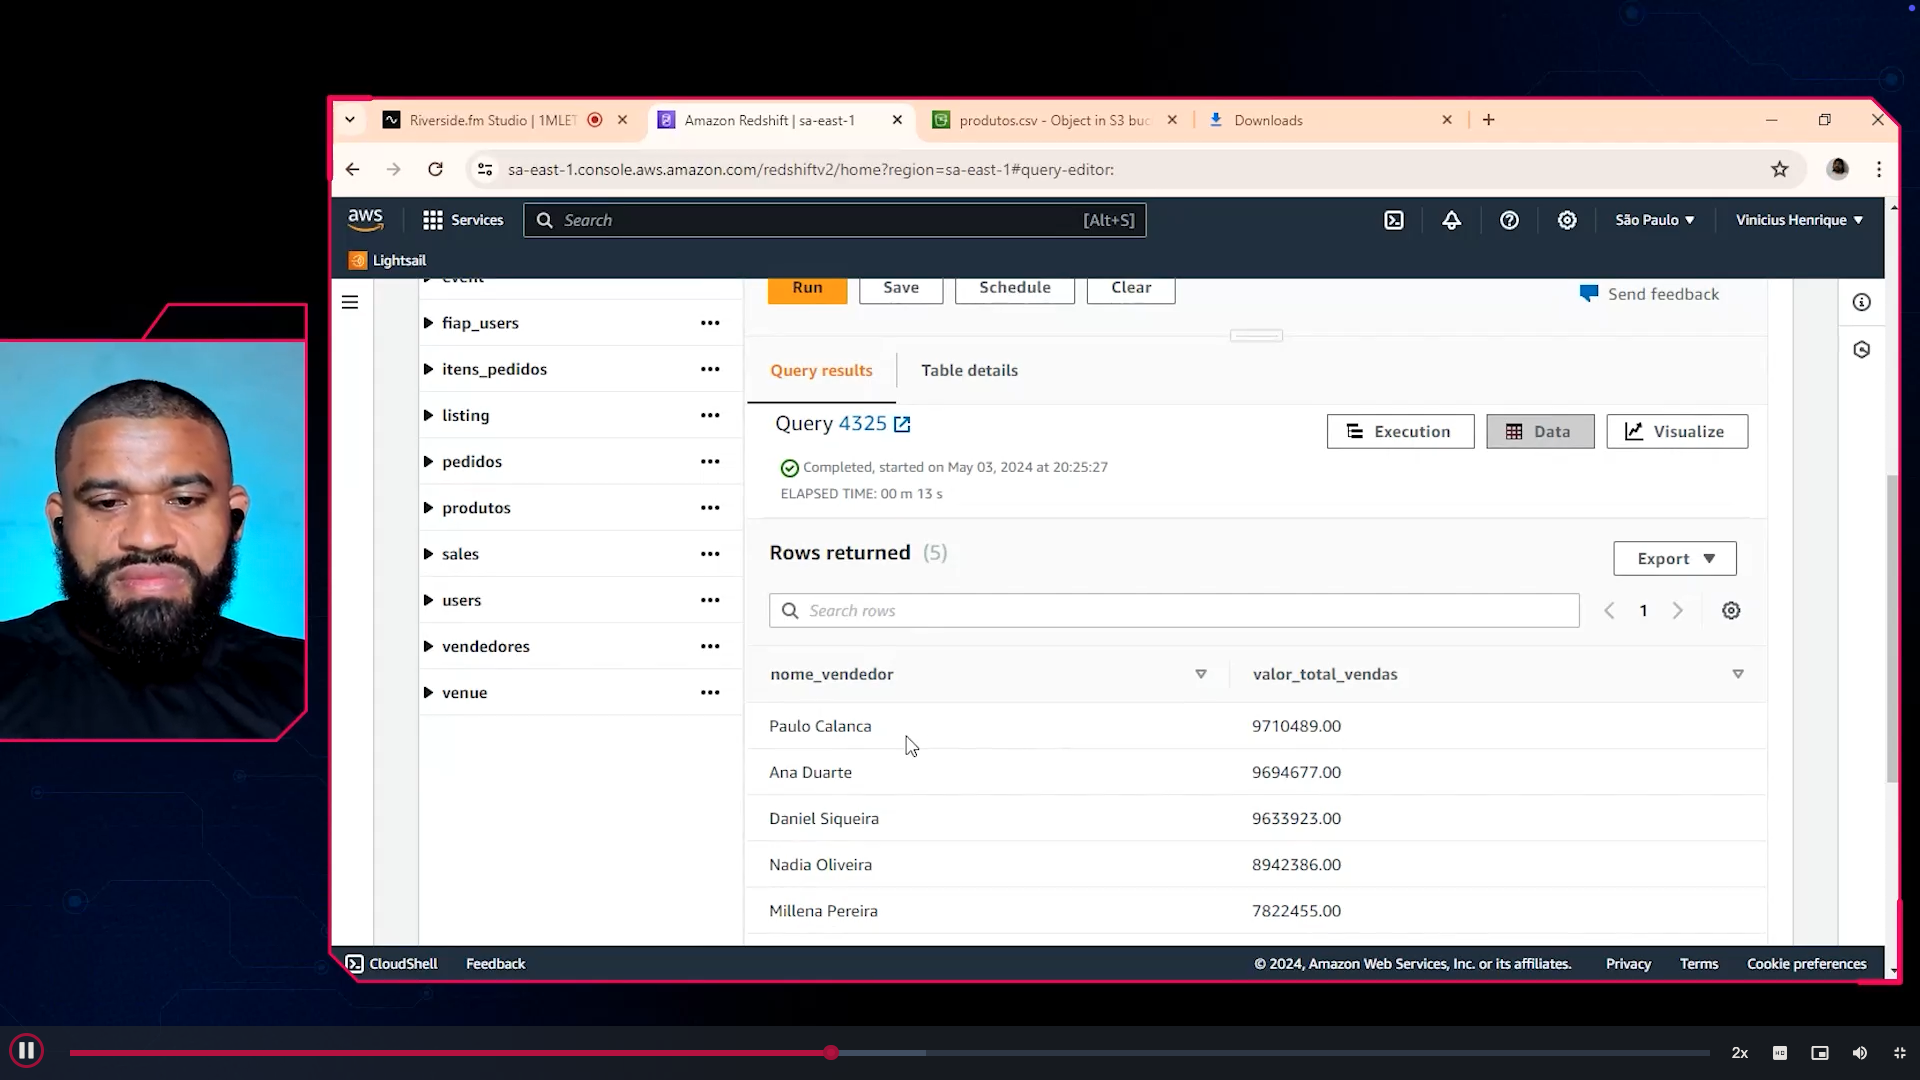 Riverside.fm Studio | 1MLET
Amazon Redshift | sa-east-1
produtos.csv - Object in S3 buc
Downloads
sa-east-1.console.aws.amazon.com/redshiftv2/home?region=sa-east-1#query-editor:
aws
Services
Search
[Alt+S]
São Paulo
Vinicius Henrique
Lightsail
event
fiap_users
itens_pedidos
listing
pedidos
produtos
sales
users
vendedores
venue
Run
Save
Schedule
Clear
Send feedback
Query results
Table details
Query 4325
Execution
Data
Visualize
Completed, started on May 03, 2024 at 20:25:27
ELAPSED TIME: 00 m 13 s
Rows returned (5)
Export
Search rows
1
nome_vendedor valor_total_vendas
Paulo Calanca 9710489.00
Ana Duarte 9694677.00
Daniel Siqueira 9633923.00
Nadia Oliveira 8942386.00
Millena Pereira 7822455.00
CloudShell
Feedback
© 2024, Amazon Web Services, Inc. or its affiliates.
Privacy
Terms
Cookie preferences
2x
HD